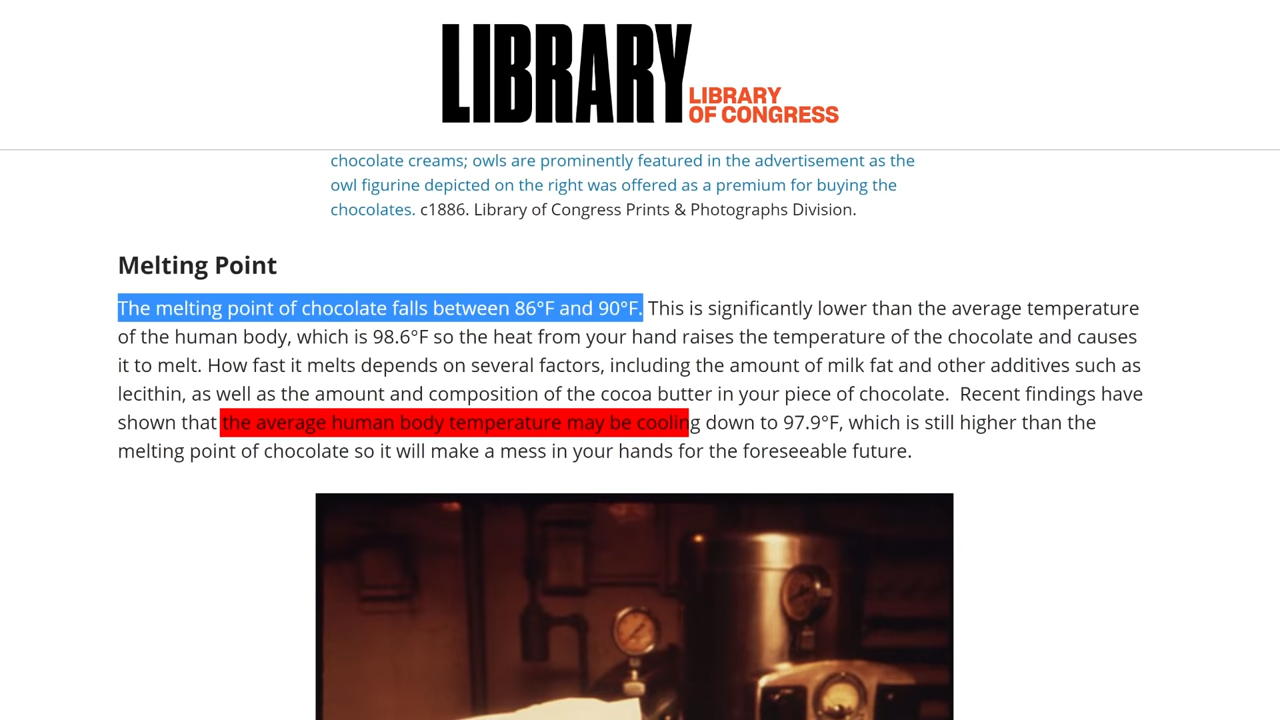 LIBRARY
LIBRARY
OF CONGRESS
chocolate creams; owls are prominently featured in the advertisement as the
owl figurine depicted on the right was offered as a premium for buying the
chocolates. c1886. Library of Congress Prints & Photographs Division.
Melting Point
The melting point of chocolate falls between 86°F and 90°F. This is significantly lower than the average temperature
of the human body, which is 98.6°F so the heat from your hand raises the temperature of the chocolate and causes
it to melt. How fast it melts depends on several factors, including the amount of milk fat and other additives such as
lecithin, as well as the amount and composition of the cocoa butter in your piece of chocolate.  Recent findings have
shown that the average human body temperature may be cooling down to 97.9°F, which is still higher than the
melting point of chocolate so it will make a mess in your hands for the foreseeable future.